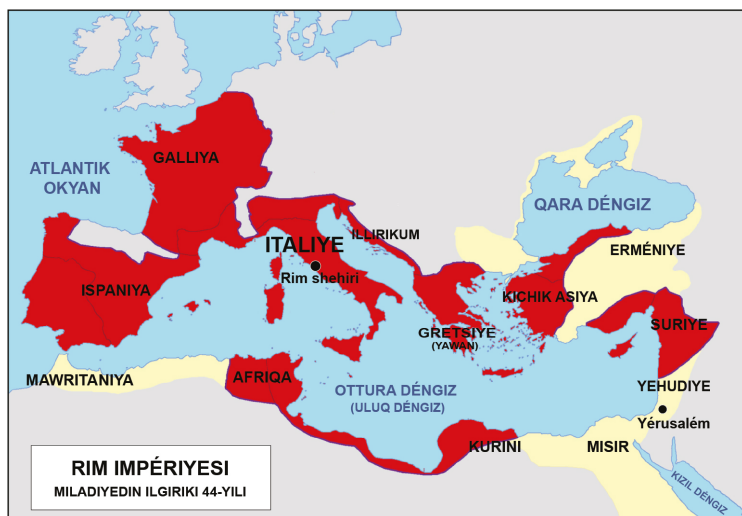 GALLIYA
ATLANTIK
OKYAN
QARA DÉNGIZ
ITALIYE
ILLIRIKUM
Rim shehiri
ERMÉNIYE
ISPANIYA
KICHIK ASIYA
SURIYE
GRETSIYE
(YAWAN)
MAWRITANIYA
AFRIQA
OTTURA DÉNGIZ
(ULUQ DÉNGIZ)
YEHUDIYE
Yérusalém
KURINI
MISIR
KIZIL DÉNGIZ
RIM IMPÉRIYESI
MILADIYEDIN ILGIRIKI 44-YILI